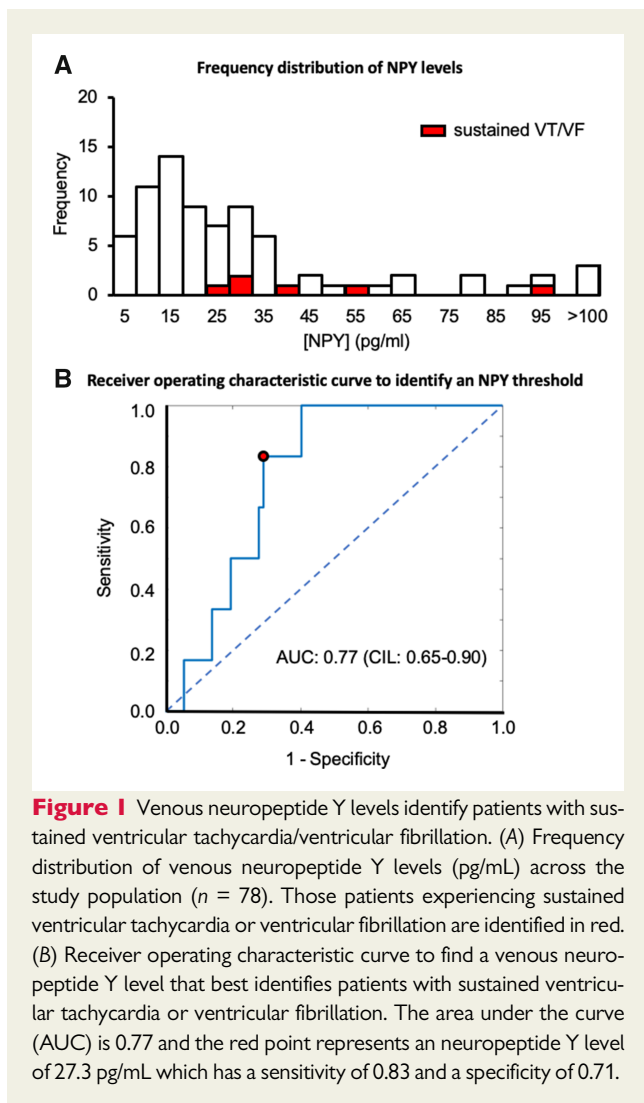 A
Frequency distribution of NPY levels
20
15
10
5
0
Frequency
sustained VT/VF
5 15 25 35 45 55 65 75 85 95 >100
[NPY] (pg/ml)
B Receiver operating characteristic curve to identify an NPY threshold
1.0
0.8
0.6
0.4
0.2
0.0
Sensitivity
AUC: 0.77 (CIL: 0.65-0.90)
0.0 0.2 0.4 0.6 0.8 1.0
1 - Specificity
Figure 1 Venous neuropeptide Y levels identify patients with sus-
tained ventricular tachycardia/ventricular fibrillation. (A) Frequency
distribution of venous neuropeptide Y levels (pg/mL) across the
study population (n = 78). Those patients experiencing sustained
ventricular tachycardia or ventricular fibrillation are identified in red.
(B) Receiver operating characteristic curve to find a venous neuro-
peptide Y level that best identifies patients with sustained ventricu-
lar tachycardia or ventricular fibrillation. The area under the curve
(AUC) is 0.77 and the red point represents an neuropeptide Y level
of 27.3 pg/mL which has a sensitivity of 0.83 and a specificity of 0.71.